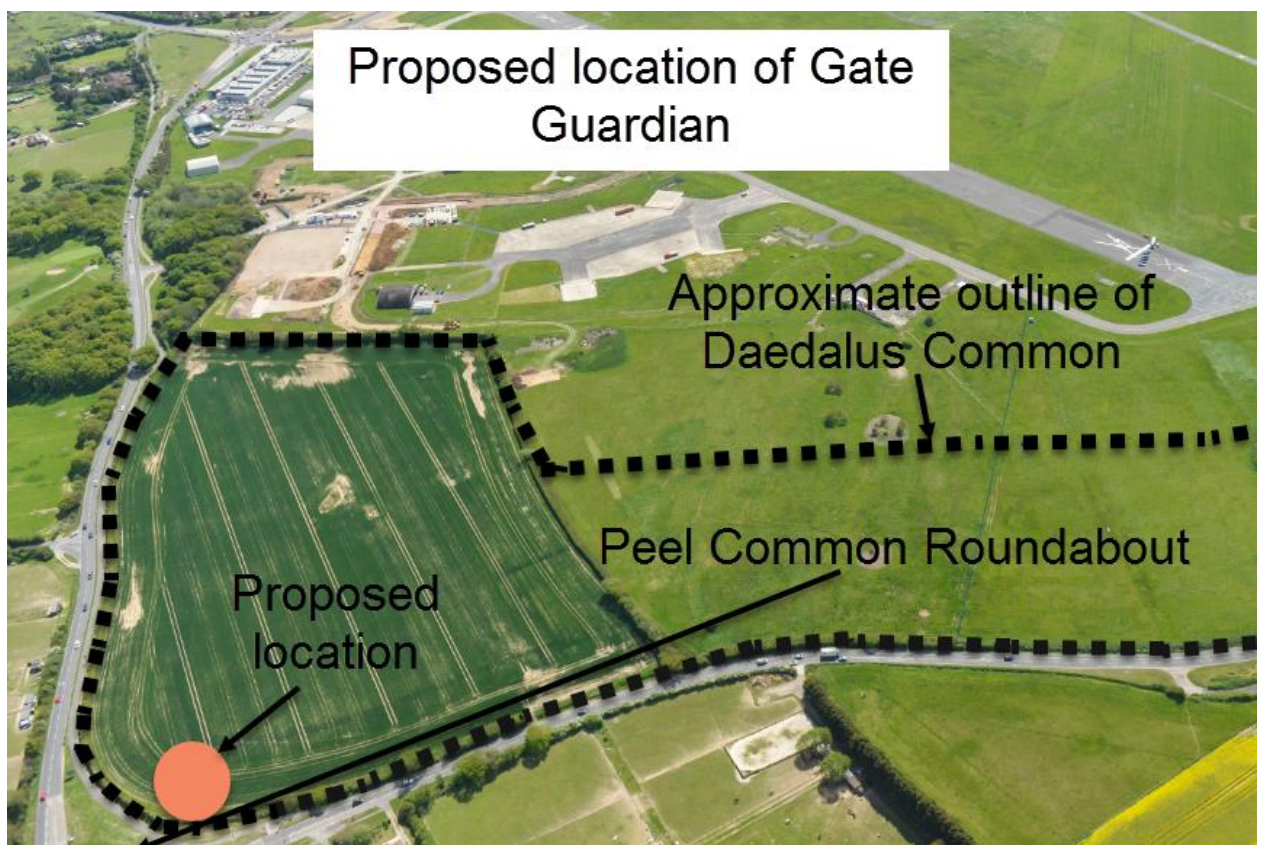 Proposed location of Gate
Guardian
Approximate outline of
Daedalus Common
Peel Common Roundabout
Proposed
location